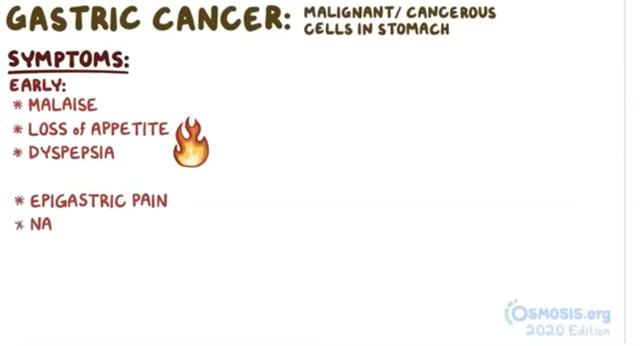 GASTRIC CANCER: MALIGNANT/ CANCEROUS
CELLS IN STOMACH
SYMPTOMS:
EARLY:
* MALAISE
* LOSS of APPETITE
* DYSPEPSIA
* EPIGASTRIC PAIN
* NA
OSMOSIS.org
2020 Edition